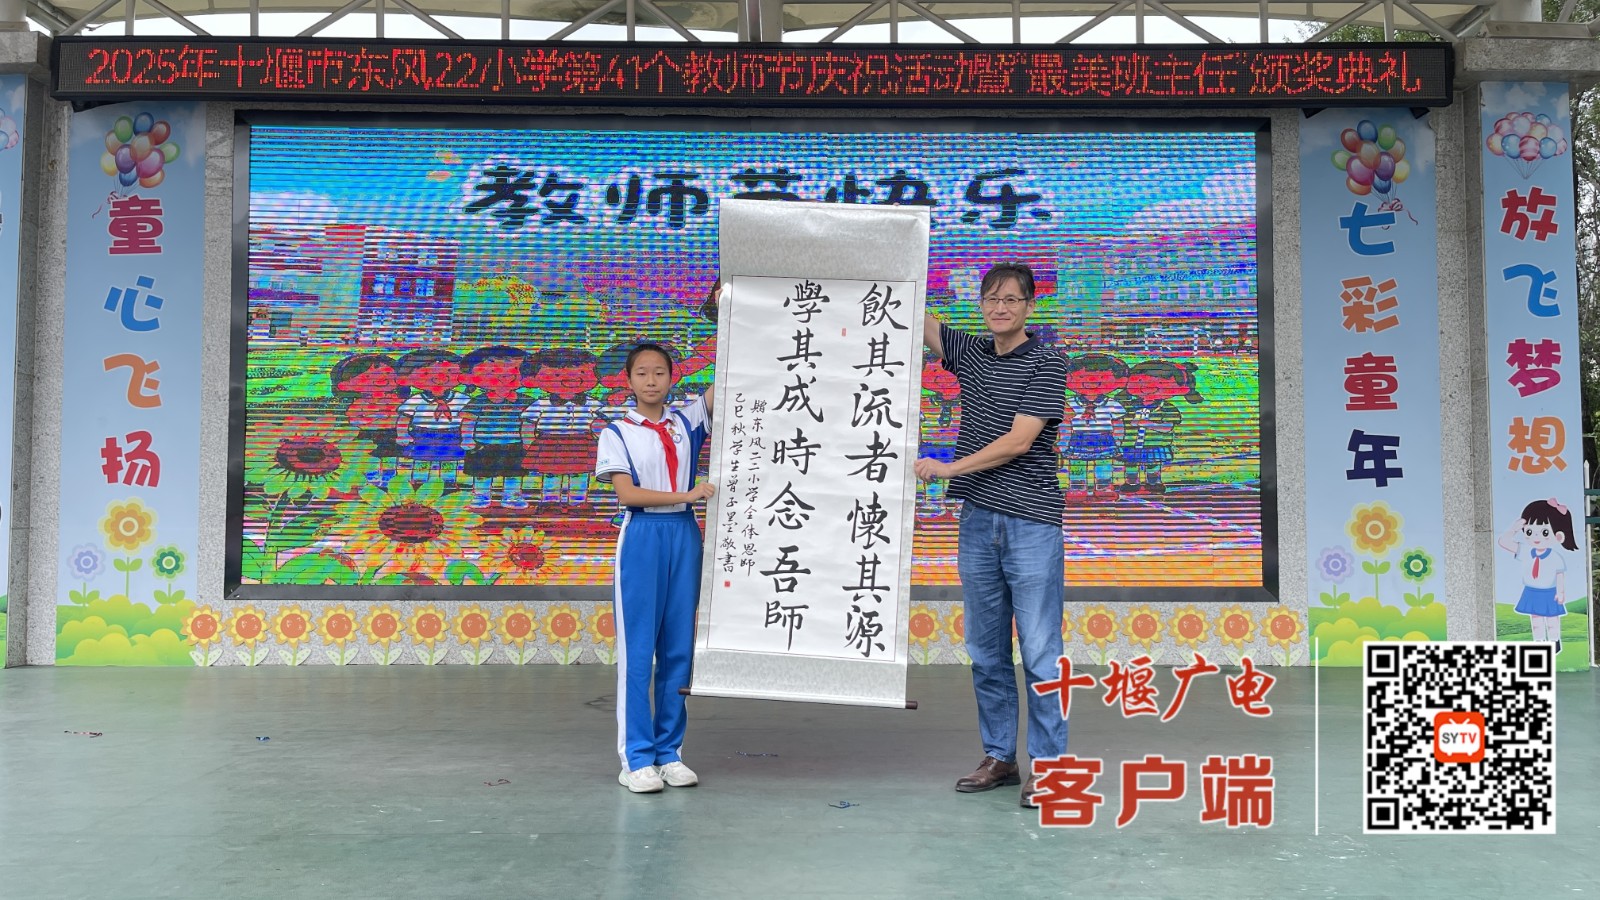 2025年十堰市东风22小学第41个教师节庆祝活动暨“最美班主任”颁奖典礼
教师节快乐
童心飞扬
七彩童年
放飞梦想
飲其流者懷其源
學其成時念吾師
贈东风二二小学全体恩师
乙巳秋学生曾子墨敬書
十堰广电
客户端
SYTV